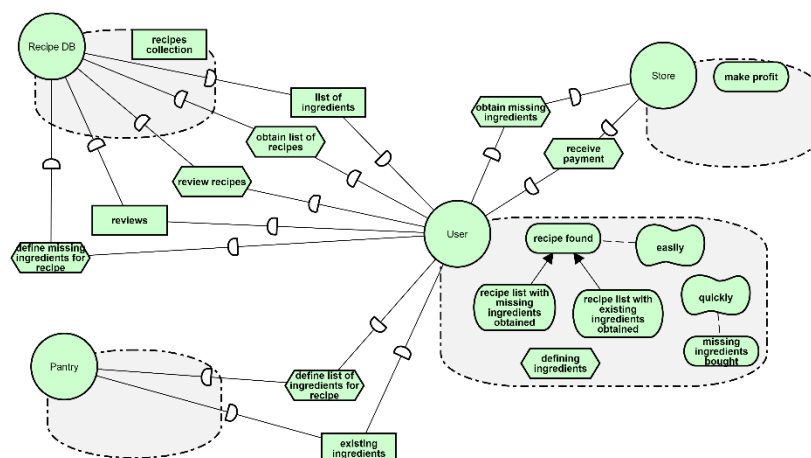 Recipe DB
recipes
collection
list of
ingredients
obtain list of
recipes
review recipes
reviews
define missing
ingredients for
recipe
Pantry
define list of
ingredients for
recipe
existing
ingredients
User
obtain missing
ingredients
receive
payment
Store
make profit
recipe found
easily
recipe list with
missing
ingredients
obtained
recipe list with
existing
ingredients
obtained
quickly
missing
ingredients
bought
defining
ingredients